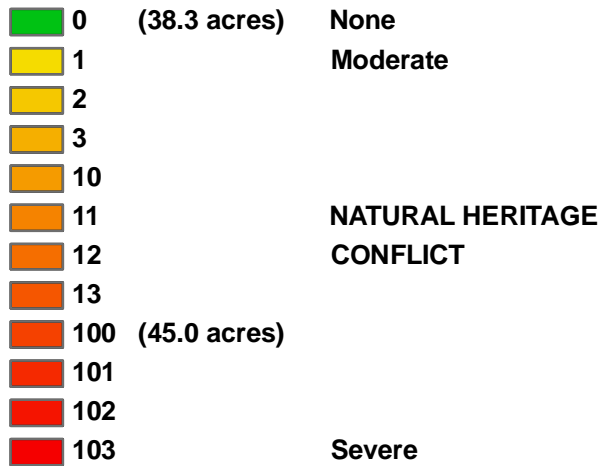 0 (38.3 acres) None
1 Moderate
2
3
10
11 NATURAL HERITAGE
12 CONFLICT
13
100 (45.0 acres)
101
102
103 Severe